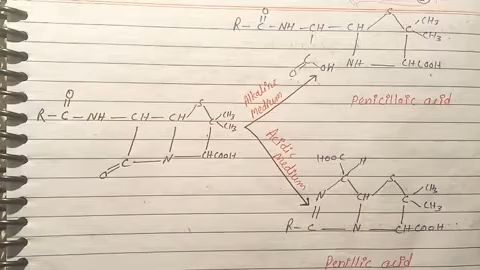 O
R — C — NH — CH — CH S C CH3
CH3
C
O OH NH — CHCOOH
Penicilloic acid
Alkaline
Medium
O
R — C — NH — CH — CH S C CH3
CH3
O C — N — CHCOOH
Acidic
medium
HOOC H
C
N CH S C CH3
CH3
R — C — N — CHCOOH
Penillic acid